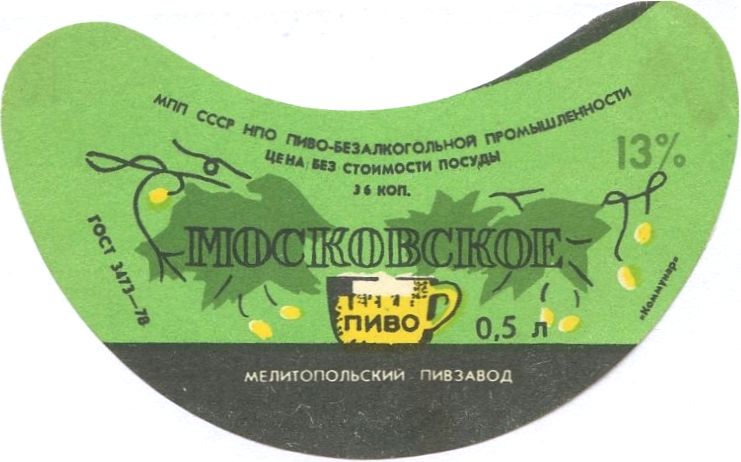 МПП СССР НПО ПИВО-БЕЗАЛКОГОЛЬНОЙ ПРОМЫШЛЕННОСТИ
ЦЕНА БЕЗ СТОИМОСТИ ПОСУДЫ
36 КОП.
13%
ГОСТ 3473—78
МОСКОВСКОЕ
«Коммунар»
ПИВО
0,5 л
МЕЛИТОПОЛЬСКИЙ ПИВЗАВОД